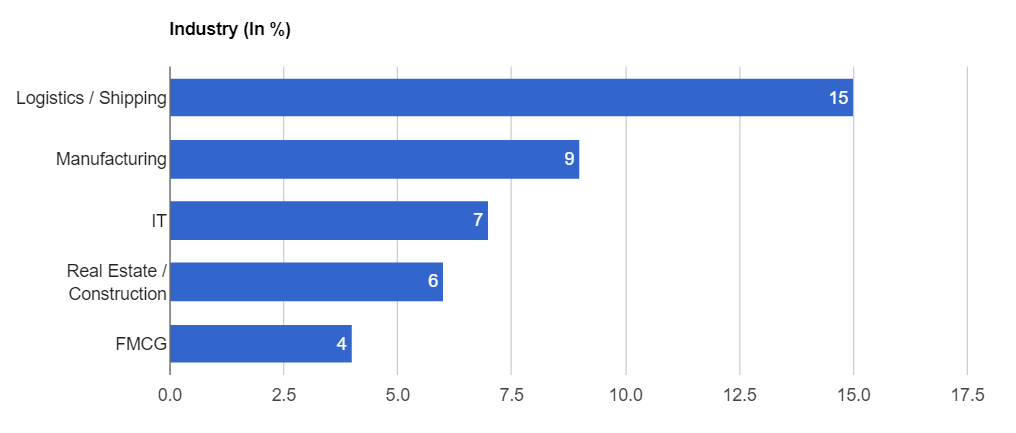 Industry (In %)
Logistics / Shipping
15
Manufacturing
9
IT
7
Real Estate /
Construction
6
FMCG
4
0.0
2.5
5.0
7.5
10.0
12.5
15.0
17.5